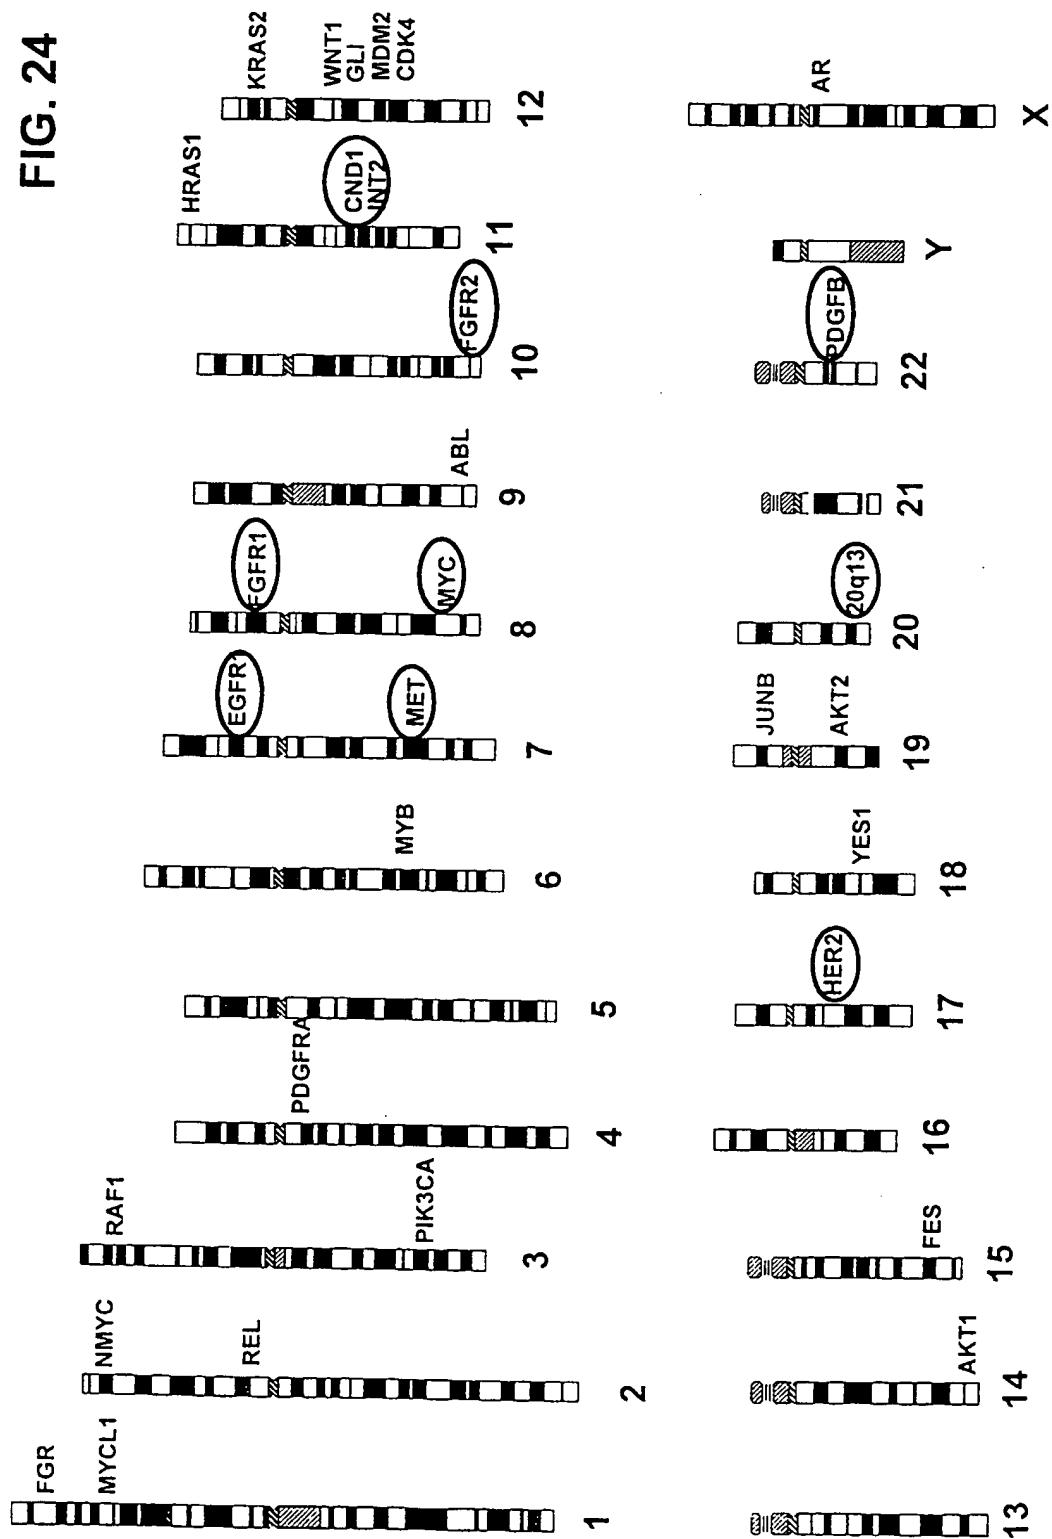 FIG. 24
FGR
MYCL1
1
NMYC
REL
2
RAF1
PIK3CA
3
PDGFRA
4
5
MYB
6
EGFR1
MET
7
FGFR1
MYC
8
ABL
9
FGFR2
10
HRAS1
CND1
INT2
11
KRAS2
WNT1
GLI
MDM2
CDK4
12
13
AKT1
14
FES
15
16
HER2
17
YES1
18
JUNB
AKT2
19
20q13
20
21
PDGFB
22
Y
AR
X